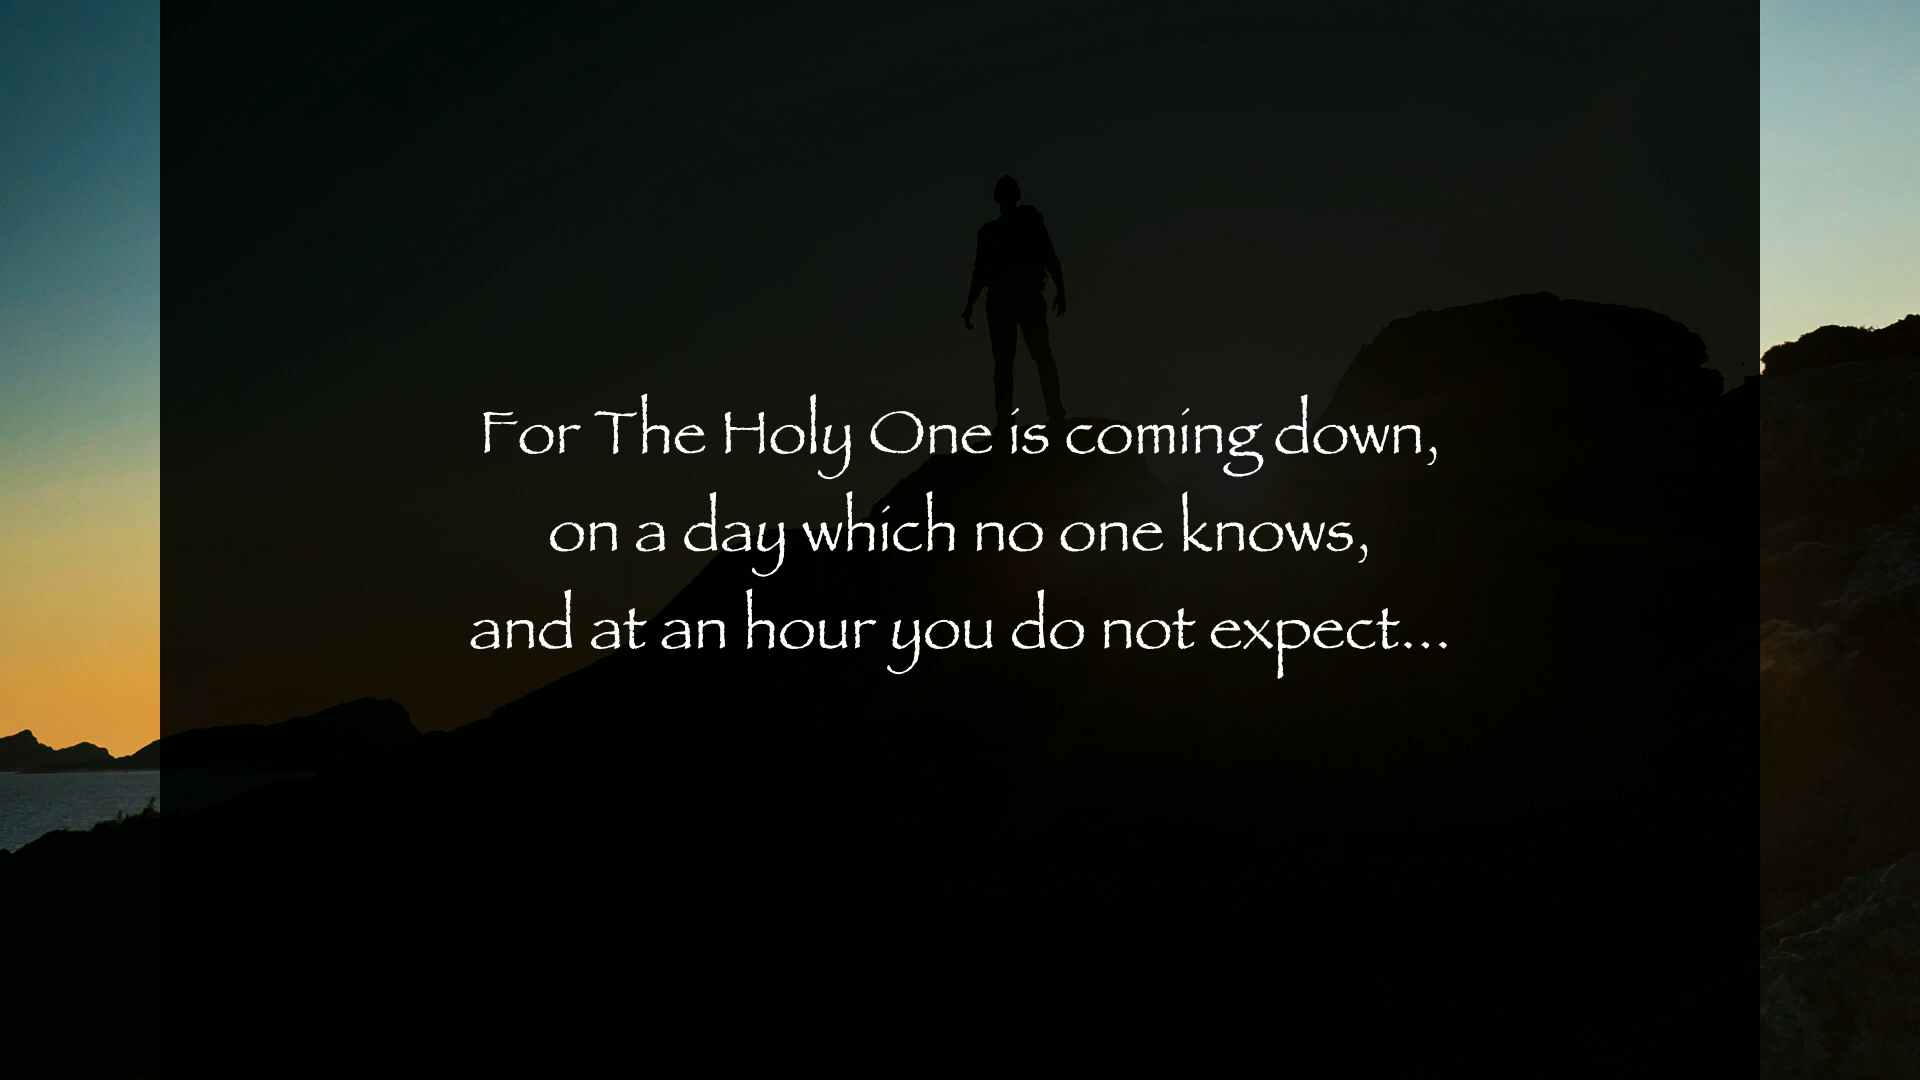 For The Holy One is coming down,
on a day which no one knows,
and at an hour you do not expect...